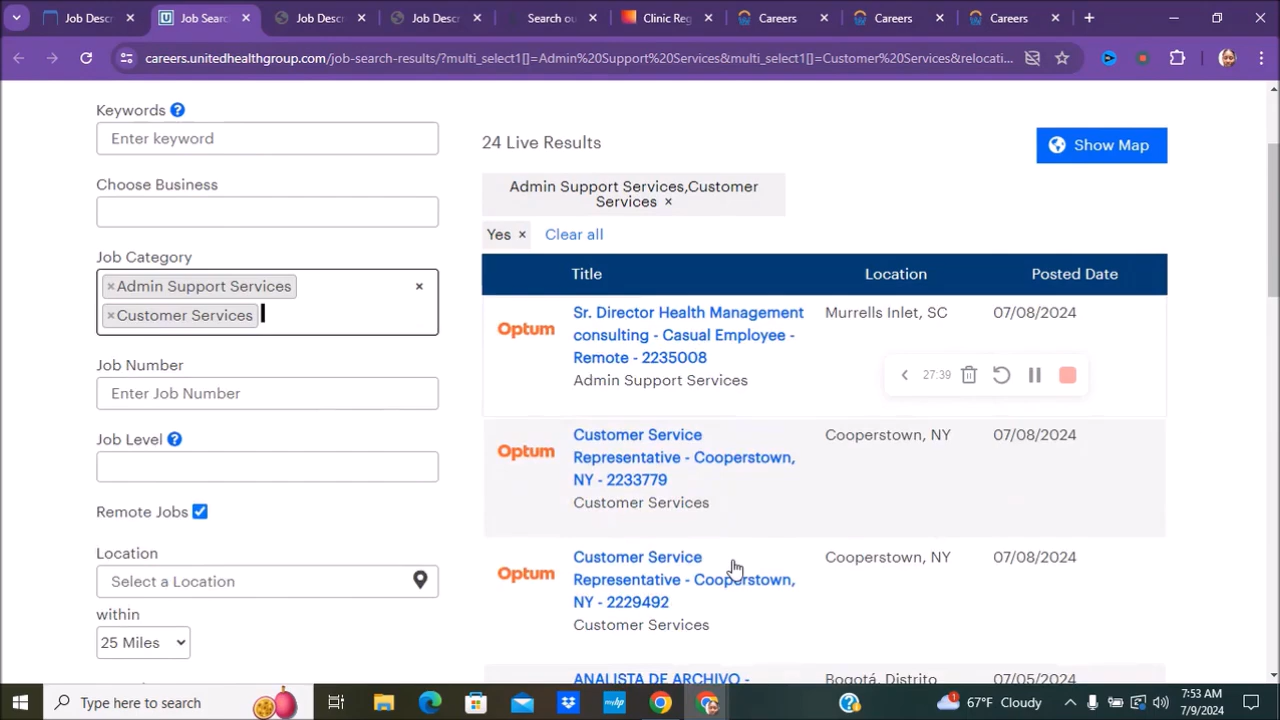 Job Descr
Job Sear
Job Descr
Job Descr
Search ou
Clinic Reg
Careers
Careers
Careers
careers.unitedhealthgroup.com/job-search-results/?multi_select1[]=Admin%20Support%20Services&multi_select1[]=Customer%20Services&relocati...
Keywords ?
Enter keyword
Choose Business
Job Category
×Admin Support Services
×
×Customer Services
Job Number
Enter Job Number
Job Level ?
Remote Jobs
Location
Select a Location
within
25 Miles
24 Live Results
Show Map
Admin Support Services,Customer
Services ×
Yes ×
Clear all
Title
Location
Posted Date
Optum
Sr. Director Health Management
consulting - Casual Employee -
Remote - 2235008
Admin Support Services
Murrells Inlet, SC
07/08/2024
27:39
Optum
Customer Service
Representative - Cooperstown,
NY - 2233779
Customer Services
Cooperstown, NY
07/08/2024
Optum
Customer Service
Representative - Cooperstown,
NY - 2229492
Customer Services
Cooperstown, NY
07/08/2024
ANALISTA DE ARCHIVO -
Bogotá, Distrito
07/05/2024
Type here to search
myhp
1
67°F Cloudy
7:53 AM
7/9/2024